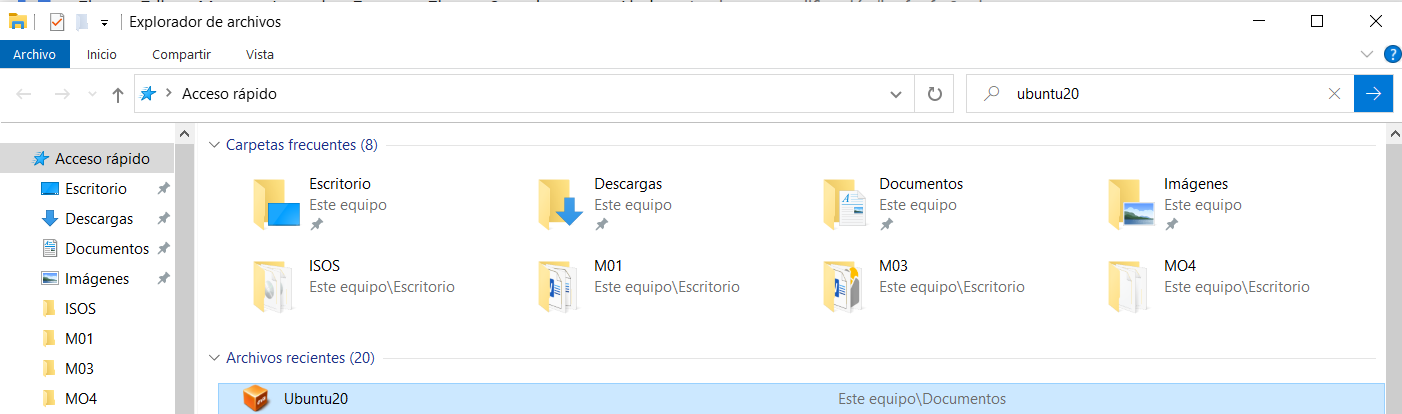 Explorador de archivos
Archivo Inicio Compartir Vista
Acceso rápido
ubuntu20
Acceso rápido
Escritorio
Descargas
Documentos
Imágenes
ISOS
M01
M03
MO4
Carpetas frecuentes (8)
Escritorio
Este equipo
Descargas
Este equipo
Documentos
Este equipo
Imágenes
Este equipo
ISOS
Este equipo\Escritorio
M01
Este equipo\Escritorio
M03
Este equipo\Escritorio
MO4
Este equipo\Escritorio
Archivos recientes (20)
Ubuntu20 Este equipo\Documentos